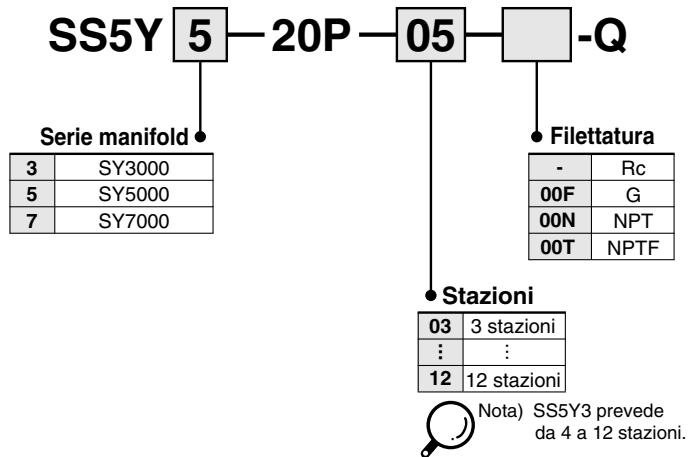 SS5Y 5 — 20P — 05 — -Q
Serie manifold
3 SY3000
5 SY5000
7 SY7000
Filettatura
- Rc
00F G
00N NPT
00T NPTF
Stazioni
03 3 stazioni
⋮ ⋮
12 12 stazioni
Nota) SS5Y3 prevede
da 4 a 12 stazioni.